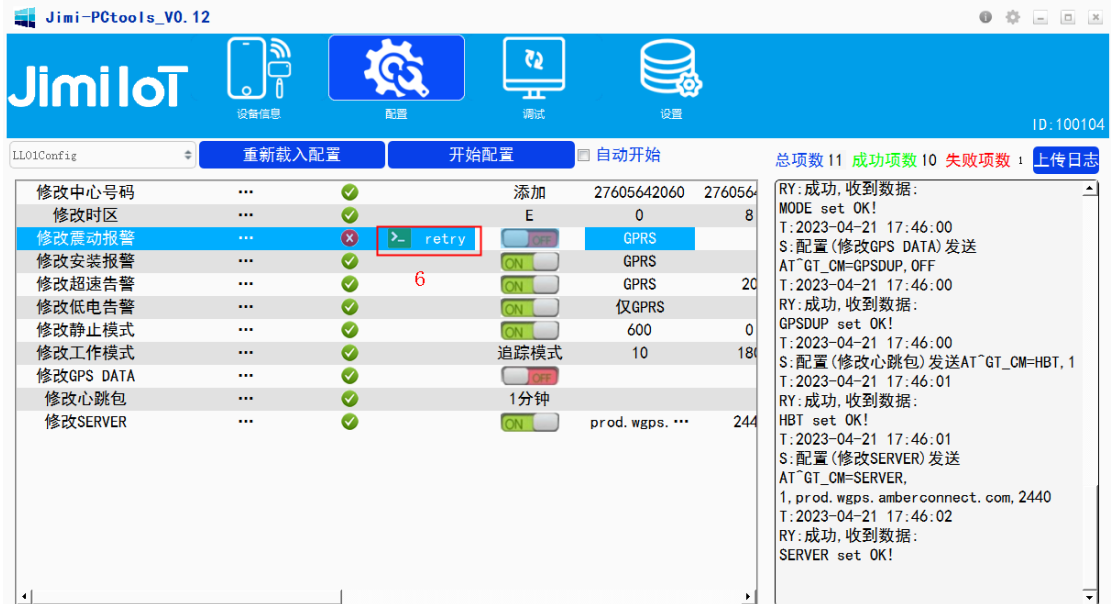 Jimi-PCtools_V0.12
Jimi IoT
设备信息
配置
调试
设置
ID:100104
LL01Config
重新载入配置
开始配置
自动开始
总项数 11 成功项数 10 失败项数 1
上传日志
修改中心号码 ... 添加 27605642060 276056
修改时区 ... E 0 8
修改震动报警 ... >_ retry OFF GPRS
修改安装报警 ... ON GPRS
6
修改超速告警 ... ON GPRS 20
修改低电告警 ... ON 仅GPRS
修改静止模式 ... ON 600 0
修改工作模式 ... 追踪模式 10 180
修改GPS DATA ... OFF
修改心跳包 ... 1分钟
修改SERVER ... ON prod.wgps.... 244
RY:成功,收到数据:
MODE set OK!
T:2023-04-21 17:46:00
S:配置(修改GPS DATA)发送
AT^GT_CM=GPSDUP,OFF
T:2023-04-21 17:46:00
RY:成功,收到数据:
GPSDUP set OK!
T:2023-04-21 17:46:00
S:配置(修改心跳包)发送AT^GT_CM=HBT,1
T:2023-04-21 17:46:01
RY:成功,收到数据:
HBT set OK!
T:2023-04-21 17:46:01
S:配置(修改SERVER)发送
AT^GT_CM=SERVER,
1,prod.wgps.amberconnect.com,2440
T:2023-04-21 17:46:02
RY:成功,收到数据:
SERVER set OK!